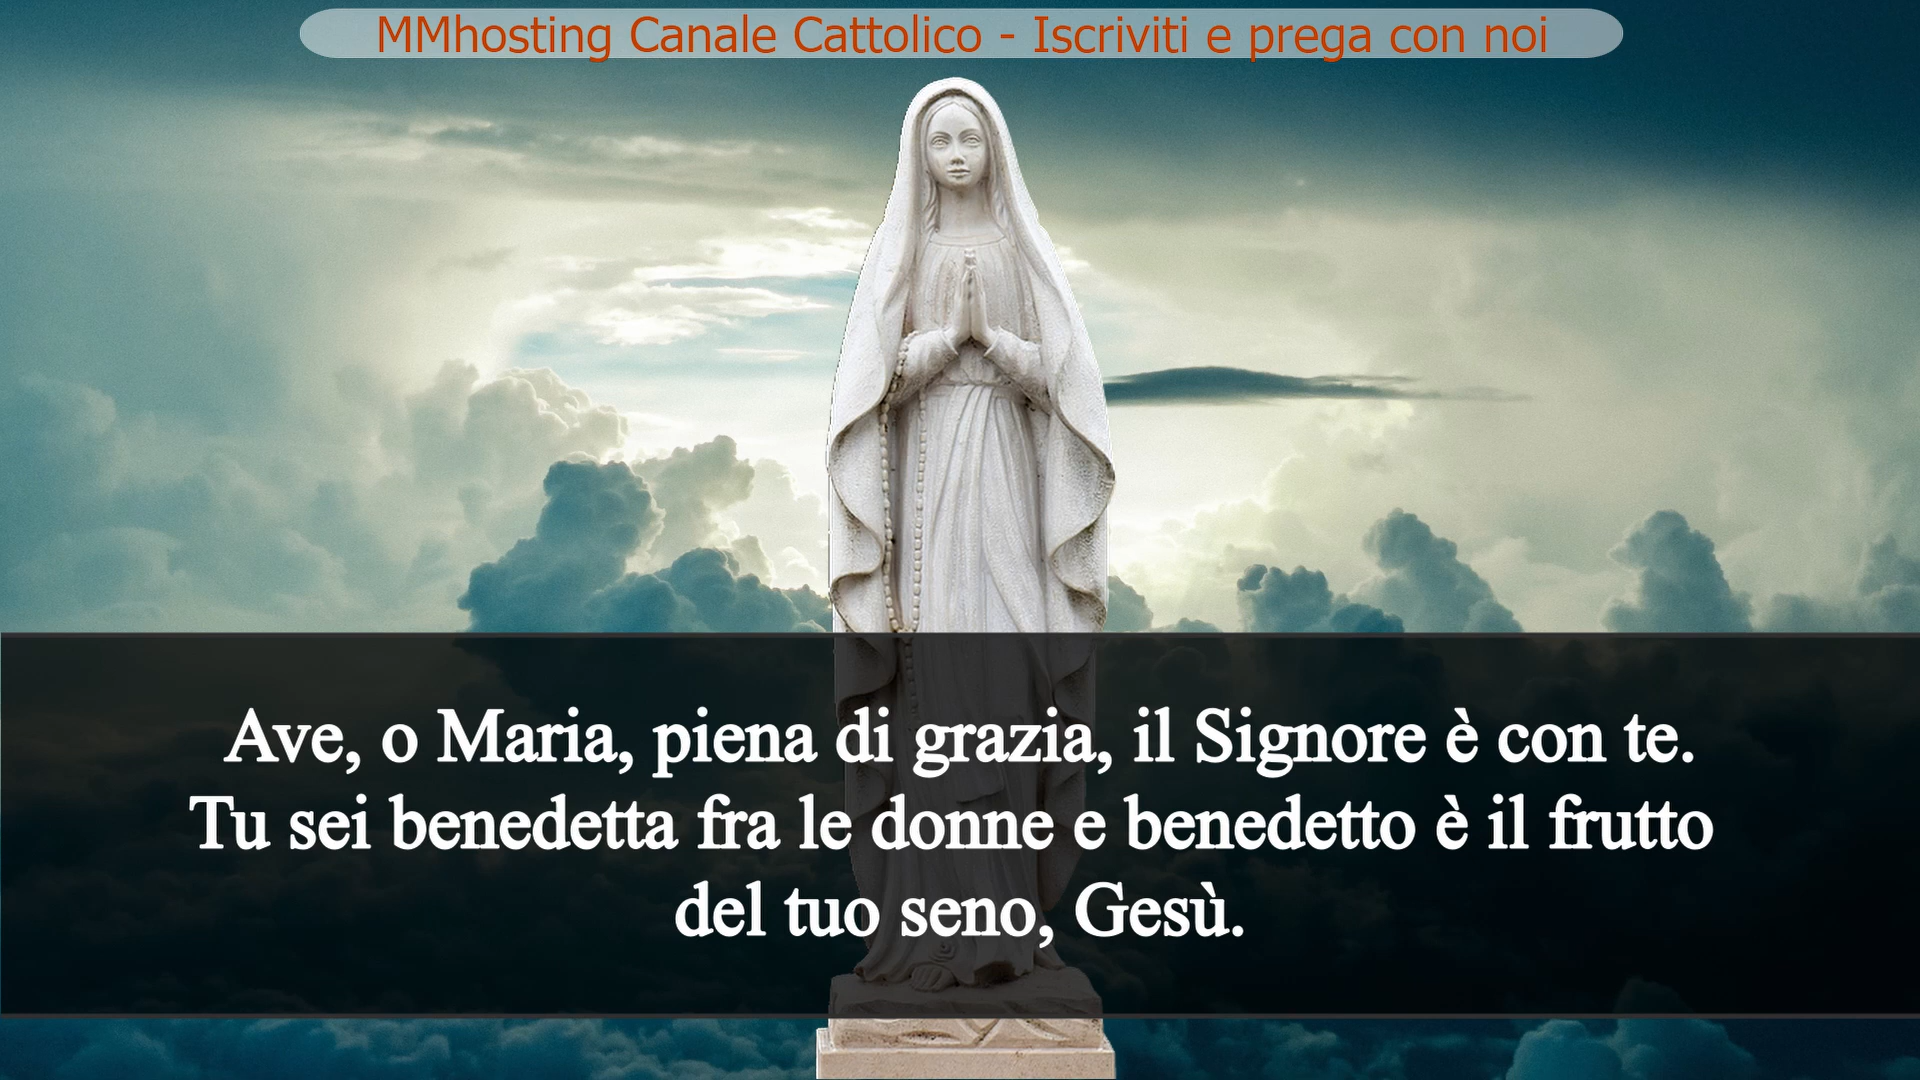 MMhosting Canale Cattolico - Iscriviti e prega con noi
Ave, o Maria, piena di grazia, il Signore è con te.
Tu sei benedetta fra le donne e benedetto è il frutto
del tuo seno, Gesù.